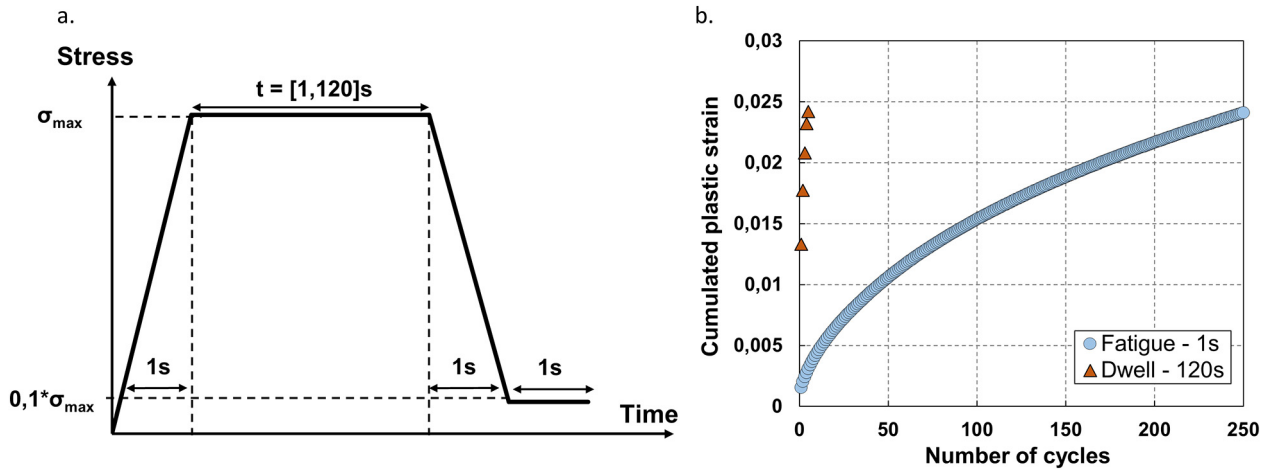 a.
Stress
t = [1,120]s
σmax
1s
1s
1s
0,1*σmax
Time
b.
0,03
0,025
0,02
0,015
0,01
0,005
0
Cumulated plastic strain
Fatigue - 1s
Dwell - 120s
0
50
100
150
200
250
Number of cycles